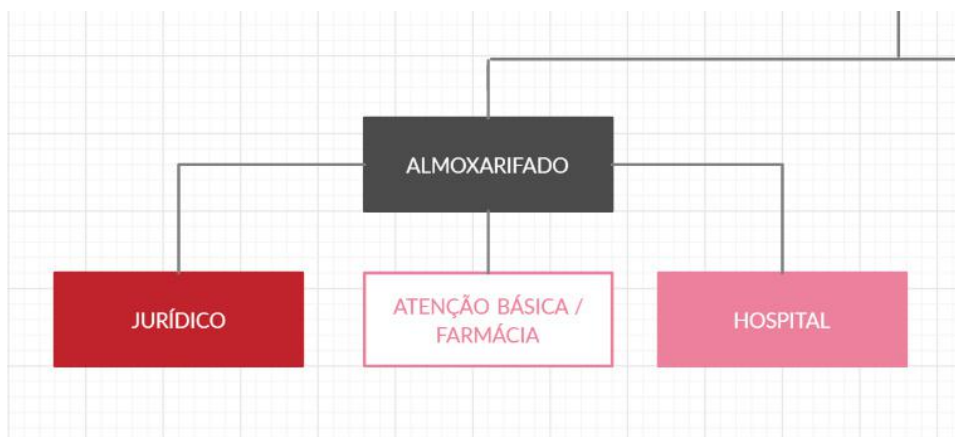 ALMOXARIFADO
JURÍDICO
ATENÇÃO BÁSICA /
FARMÁCIA
HOSPITAL